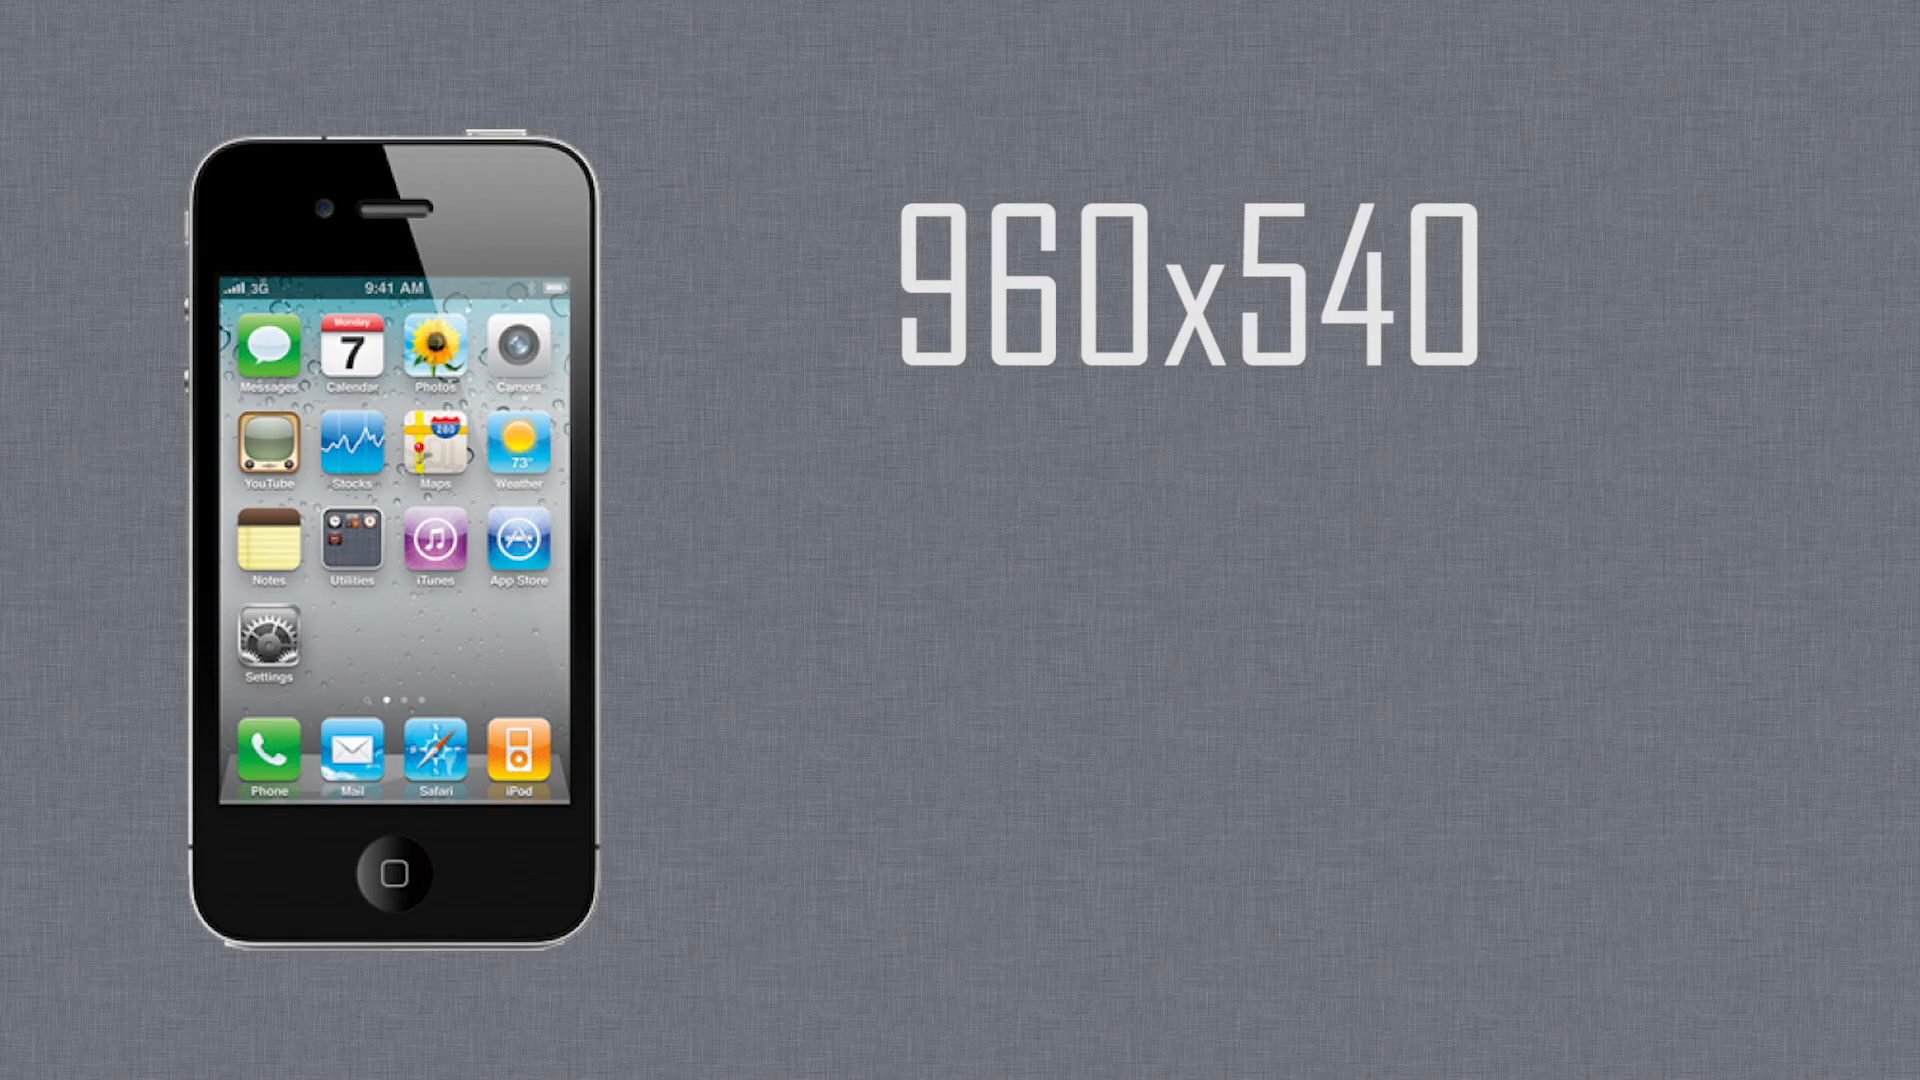 960x540
3G 9:41 AM
Monday
7
Messages Calendar Photos Camera
280
73°
YouTube Stocks Maps Weather
Notes Utilities iTunes App Store
Settings
Phone Mail Safari iPod